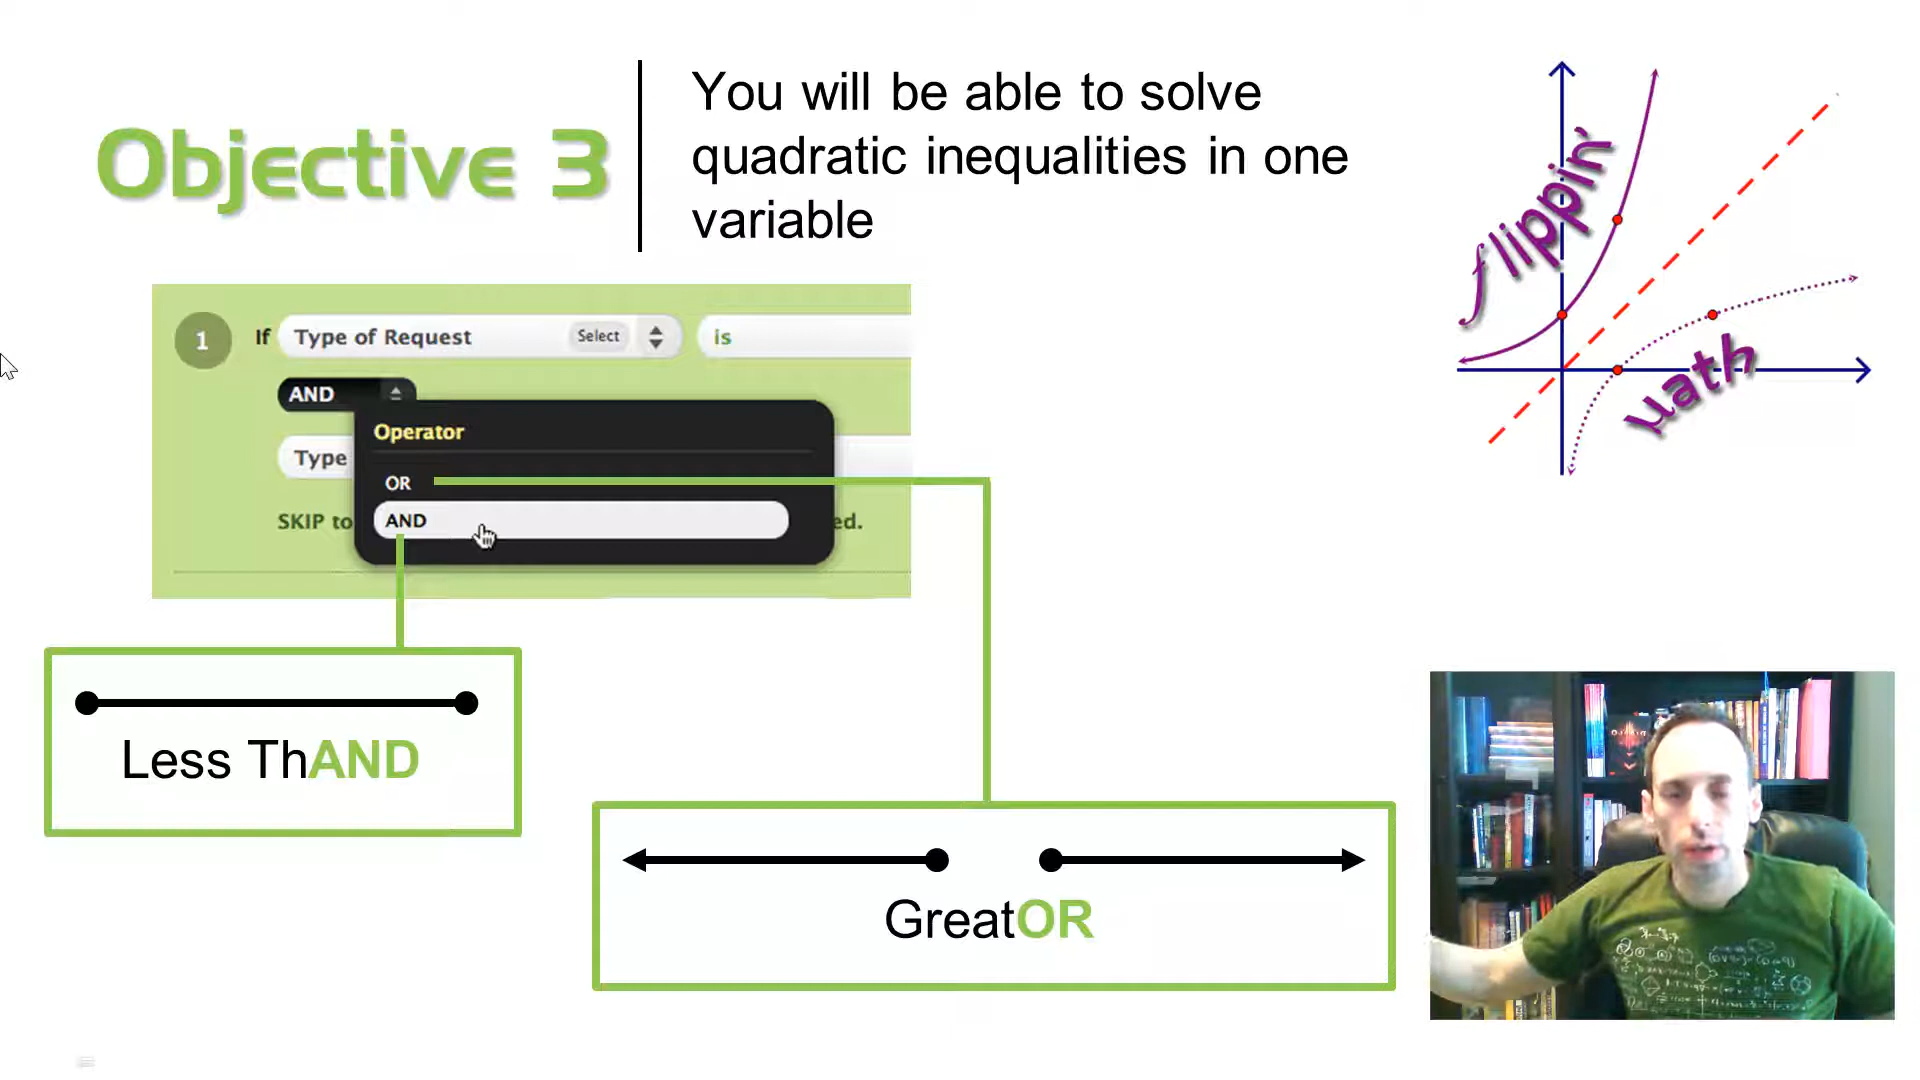 Objective 3
You will be able to solve
quadratic inequalities in one
variable
flippin'
math
1 If Type of Request Select is
AND
Operator
Type
OR
AND
SKIP to ed.
Less ThAND
GreatOR